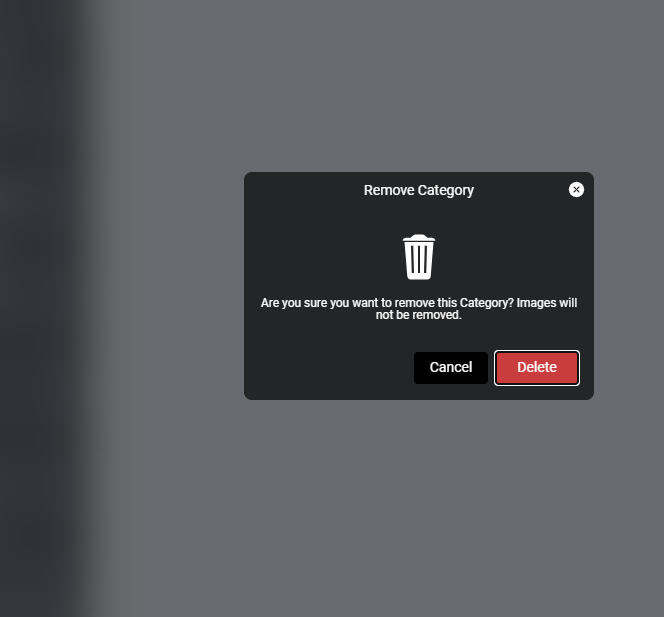 Remove Category
Are you sure you want to remove this Category? Images will
not be removed.
Cancel
Delete